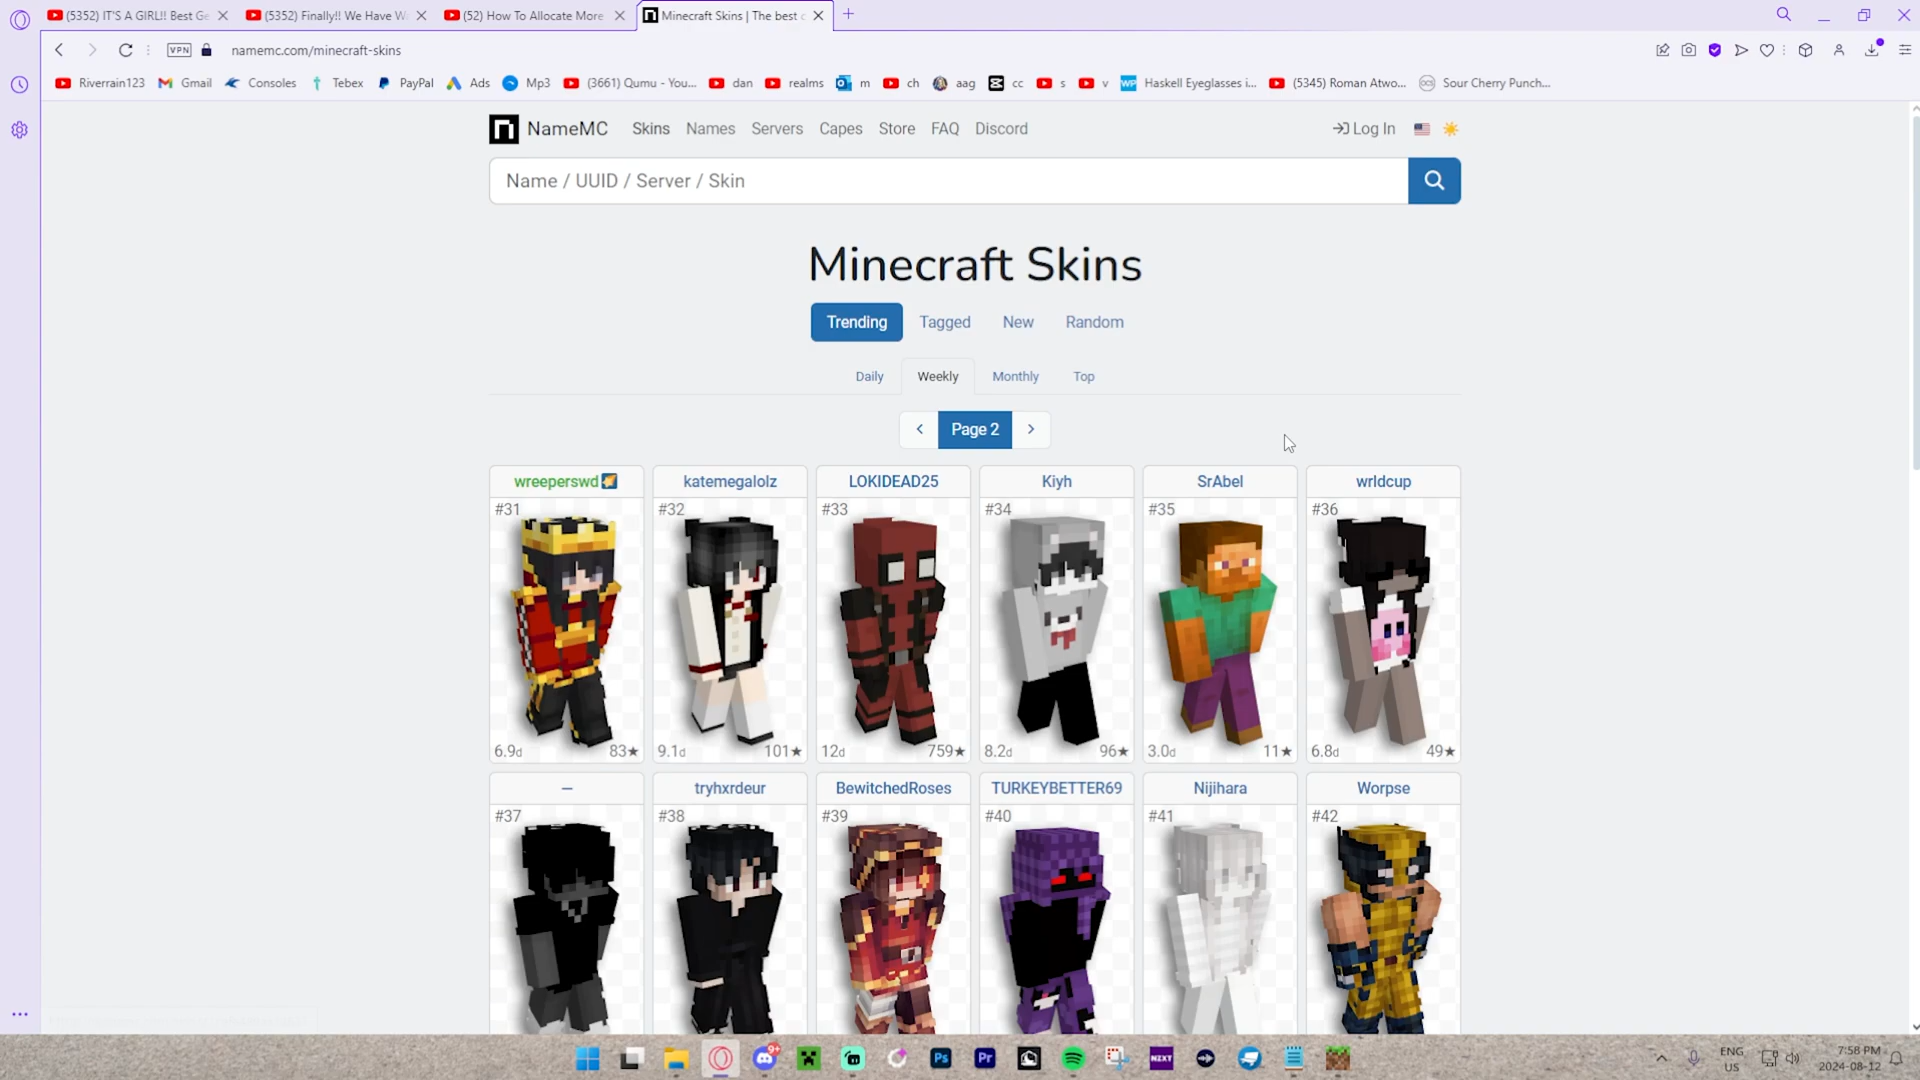 (5352) IT'S A GIRL!! Best Ge
(5352) Finally!! We Have W
(52) How To Allocate More
Minecraft Skins | The best c
VPN
namemc.com/minecraft-skins
Riverrain123
Gmail
Consoles
Tebex
PayPal
Ads
Mp3
(3661) Qumu - You...
dan
realms
m
ch
aag
cc
s
v
Haskell Eyeglasses i...
(5345) Roman Atwo...
Sour Cherry Punch...
NameMC
Skins
Names
Servers
Capes
Store
FAQ
Discord
Log In
Name / UUID / Server / Skin
Minecraft Skins
Trending
Tagged
New
Random
Daily
Weekly
Monthly
Top
Page 2
wreeperswd
katemegalolz
LOKIDEAD25
Kiyh
SrAbel
wrldcup
#31
#32
#33
#34
#35
#36
6.9d
83★
9.1d
101★
12d
759★
8.2d
96★
3.0d
11★
6.8d
49★
—
tryhxrdeur
BewitchedRoses
TURKEYBETTER69
Nijihara
Worpse
#37
#38
#39
#40
#41
#42
9+
Ps
Pr
NZXT
ENG
US
7:58 PM
2024-08-12